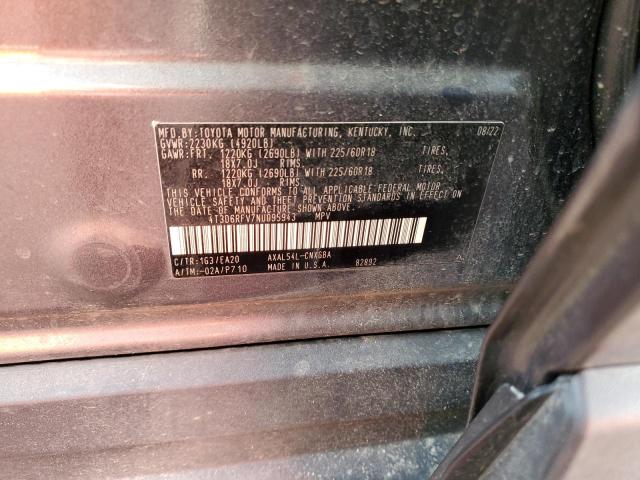 MFD.BY:TOYOTA MOTOR MANUFACTURING, KENTUCKY, INC. 08/22
GVWR:2230KG (4920LB)
GAWR:FRT. 1220KG (2690LB) WITH 225/60R18 TIRES,
18X7.0J RIMS
RR. 1220KG (2690LB) WITH 225/60R18 TIRES,
18X7.0J RIMS
THIS VEHICLE CONFORMS TO ALL APPLICABLE FEDERAL MOTOR
VEHICLE SAFETY, AND THEFT PREVENTION STANDARDS IN EFFECT
ON THE DATE OF MANUFACTURE SHOWN ABOVE.
4T3D6RFV7NU095943 MPV
C/TR:1G3/EA20 AXAL54L-CNXGBA
A/TM:-02A/P710 MADE IN U.S.A. 82892